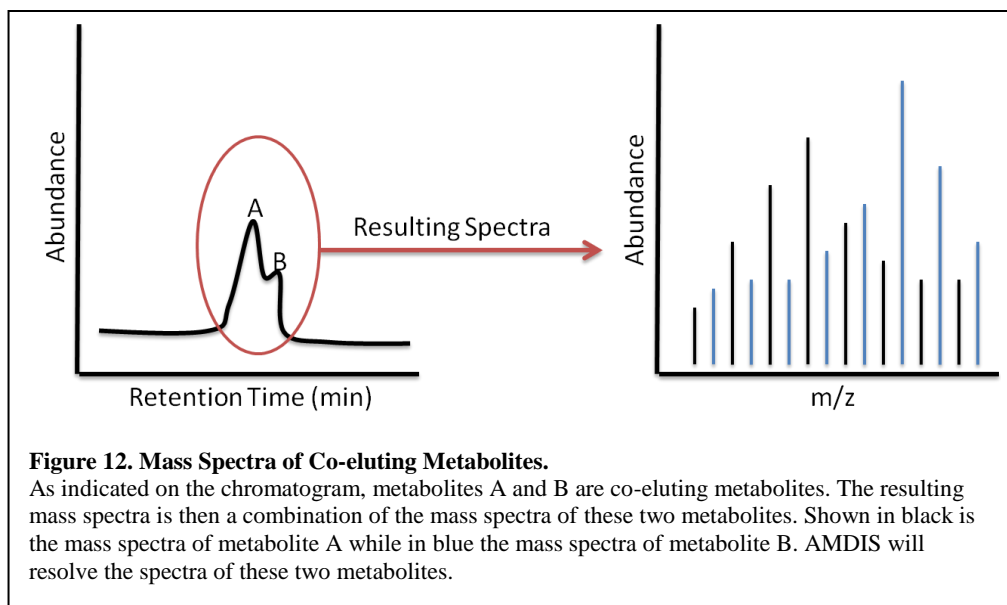 Abundance
A
B
Retention Time (min)
Resulting Spectra
Abundance
m/z
Figure 12. Mass Spectra of Co-eluting Metabolites.
As indicated on the chromatogram, metabolites A and B are co-eluting metabolites. The resulting
mass spectra is then a combination of the mass spectra of these two metabolites. Shown in black is
the mass spectra of metabolite A while in blue the mass spectra of metabolite B. AMDIS will
resolve the spectra of these two metabolites.